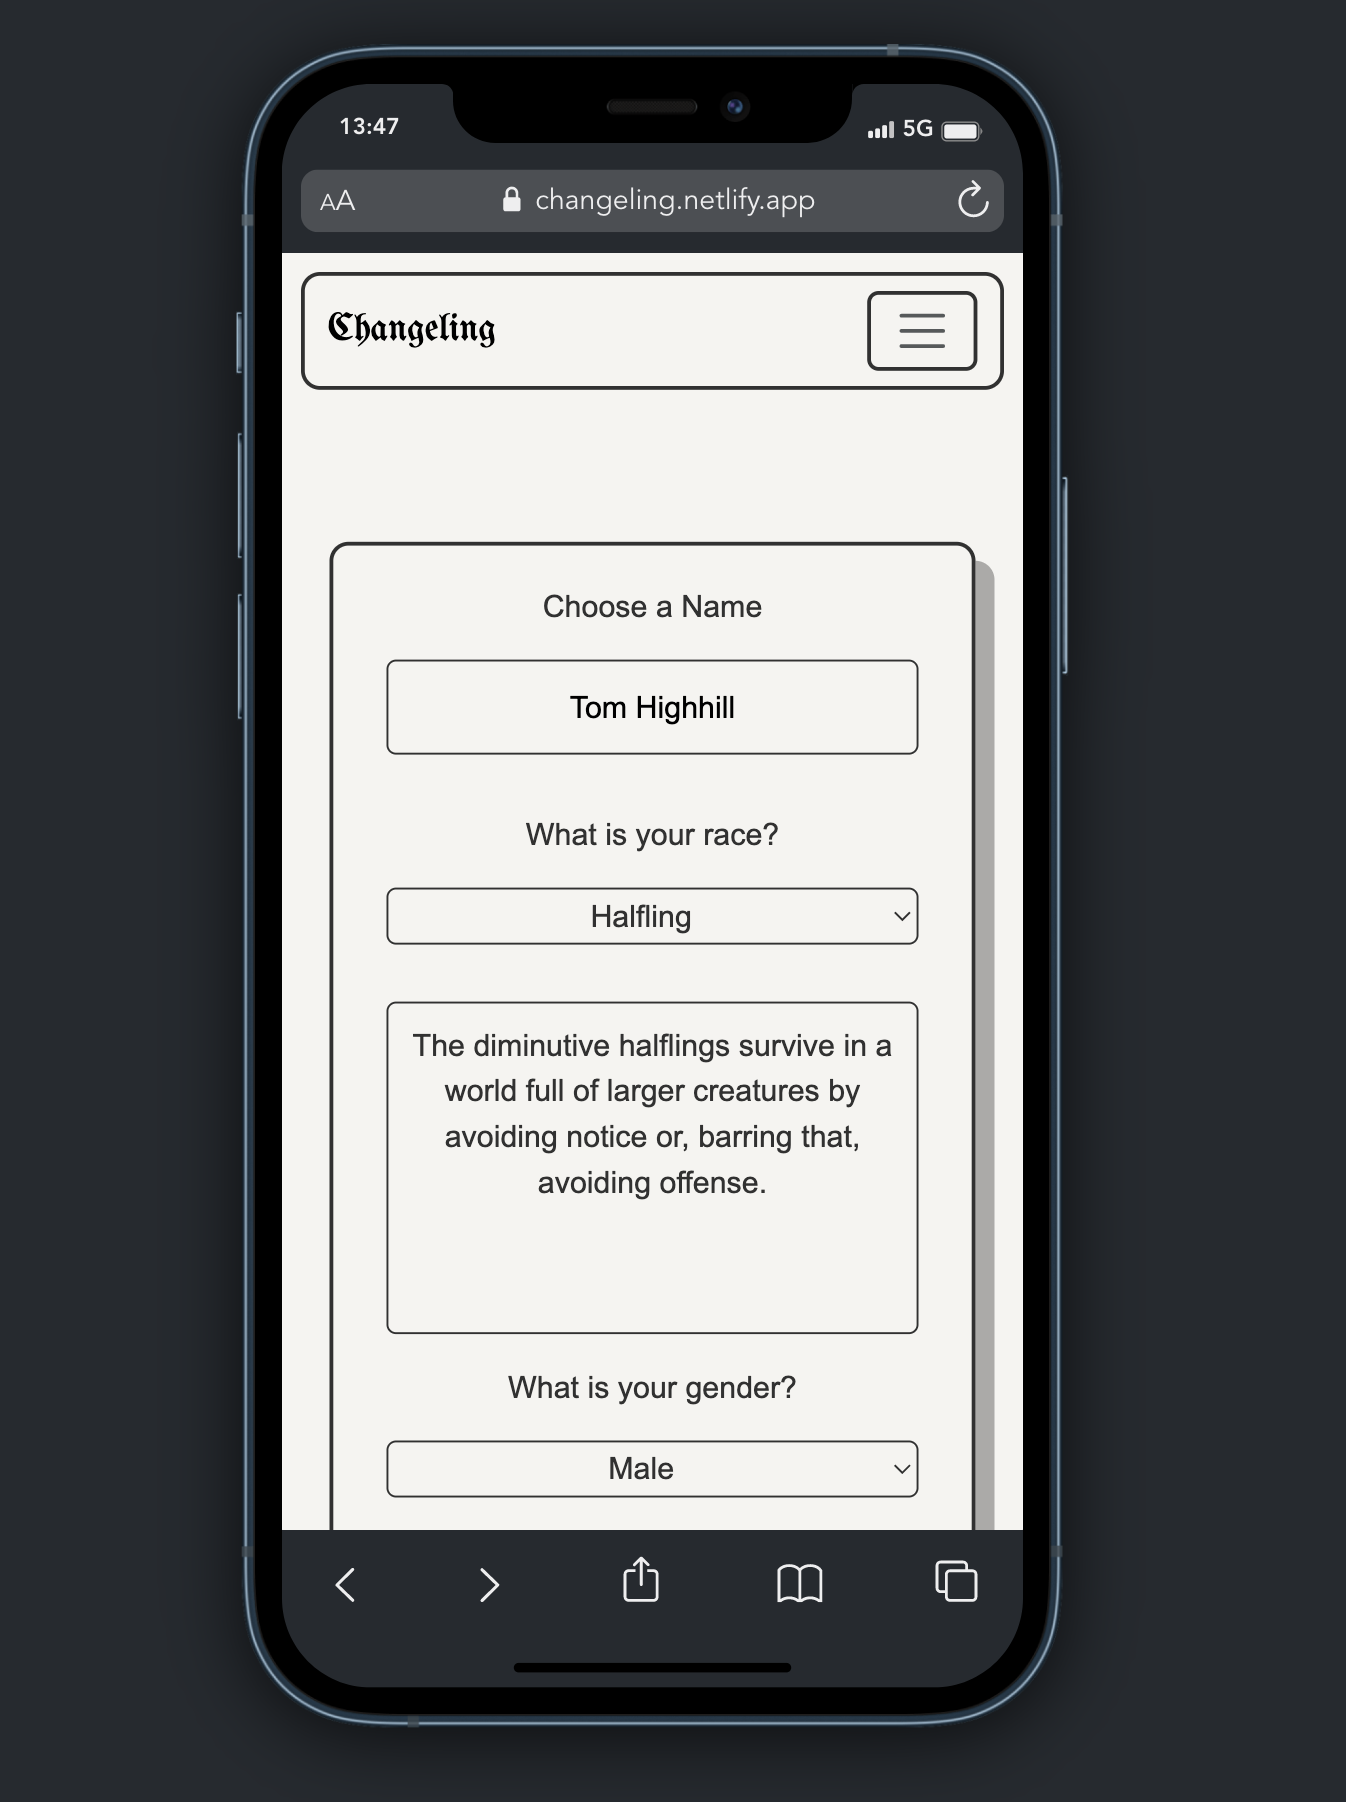 13:47
5G
AA
changeling.netlify.app
Changeling
Choose a Name
Tom Highhill
What is your race?
Halfling
The diminutive halflings survive in a
world full of larger creatures by
avoiding notice or, barring that,
avoiding offense.
What is your gender?
Male